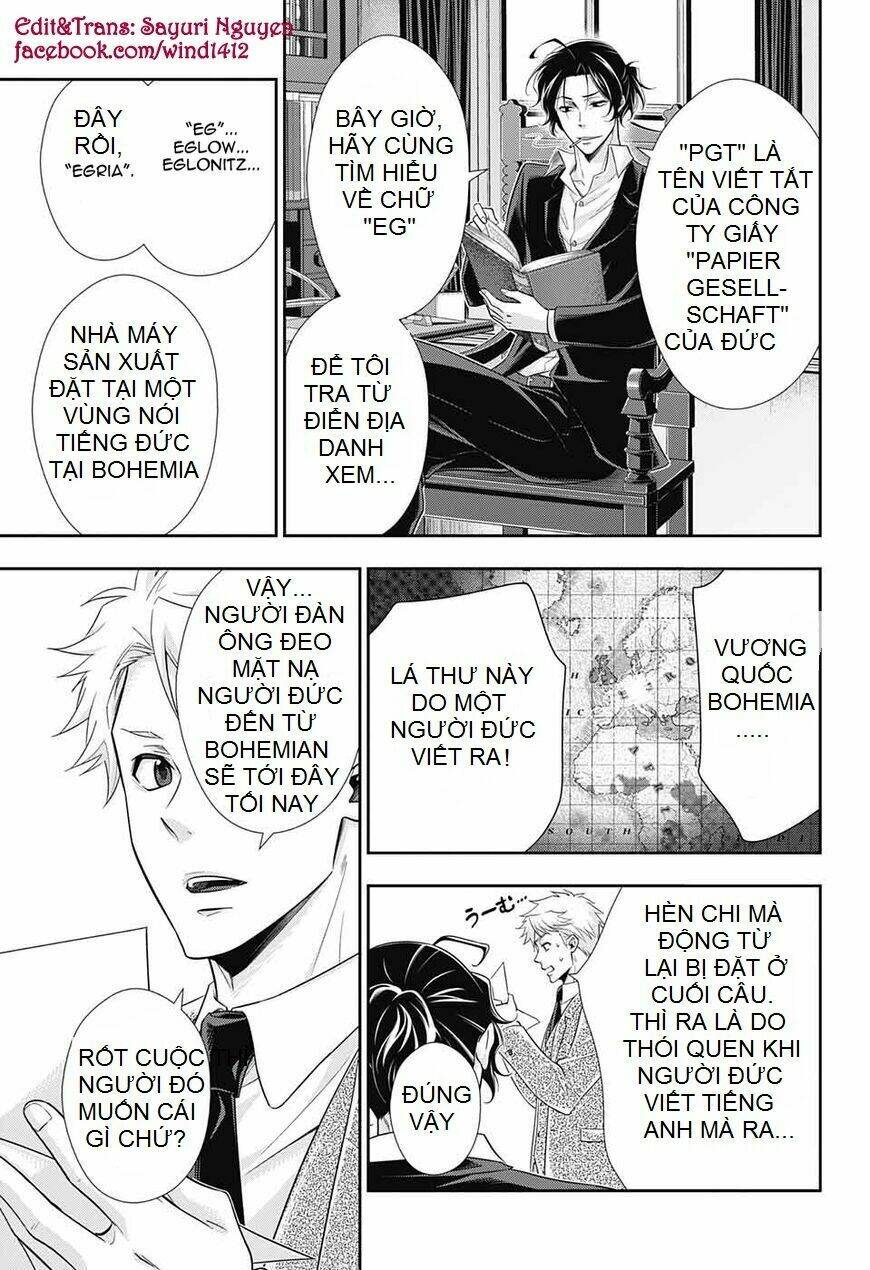 Edit&Trans: Sayuri Nguyen
facebook.com/wind1412
"PGT" LÀ
TÊN VIẾT TẮT
CỦA CÔNG
TY GIẤY
"PAPIER
GESELL-
SCHAFT"
CỦA ĐỨC
BÂY GIỜ,
HÃY CÙNG
TÌM HIỂU
VỀ CHỮ
"EG"
ĐỂ TÔI
TRA TỪ
ĐIỂN ĐỊA
DANH
XEM...
"EG"...
EGLOW...
EGLONITZ...
ĐÂY
RỒI,
"EGRIA".
NHÀ MÁY
SẢN XUẤT
ĐẶT TẠI MỘT
VÙNG NÓI
TIẾNG ĐỨC
TẠI BOHEMIA
VƯƠNG
QUỐC
BOHEMIA
.....
LÁ THƯ NÀY
DO MỘT
NGƯỜI ĐỨC
VIẾT RA!
SOUTH
HÈN CHI MÀ
ĐỘNG TỪ
LẠI BỊ ĐẶT Ở
CUỐI CÂU.
THÌ RA LÀ DO
THÓI QUEN KHI
NGƯỜI ĐỨC
VIẾT TIẾNG
ANH MÀ RA...
うーむ...
ĐÚNG
VẬY
VẬY...
NGƯỜI ĐÀN
ÔNG ĐEO
MẶT NẠ
NGƯỜI ĐỨC
ĐẾN TỪ
BOHEMIAN
SẼ TỚI ĐÂY
TỐI NAY
RỐT CUỘC THÌ
NGƯỜI ĐÓ
MUỐN CÁI
GÌ CHỨ?